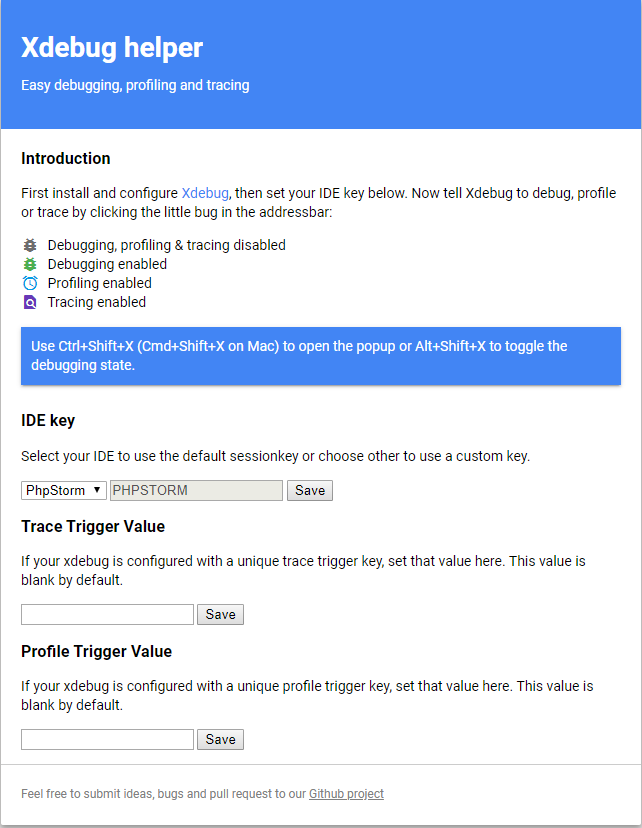 Xdebug helper
Easy debugging, profiling and tracing
Introduction
First install and configure Xdebug, then set your IDE key below. Now tell Xdebug to debug, profile
or trace by clicking the little bug in the addressbar:
Debugging, profiling & tracing disabled
Debugging enabled
Profiling enabled
Tracing enabled
Use Ctrl+Shift+X (Cmd+Shift+X on Mac) to open the popup or Alt+Shift+X to toggle the
debugging state.
IDE key
Select your IDE to use the default sessionkey or choose other to use a custom key.
PhpStorm PHPSTORM Save
Trace Trigger Value
If your xdebug is configured with a unique trace trigger key, set that value here. This value is
blank by default.
Save
Profile Trigger Value
If your xdebug is configured with a unique profile trigger key, set that value here. This value is
blank by default.
Save
Feel free to submit ideas, bugs and pull request to our Github project